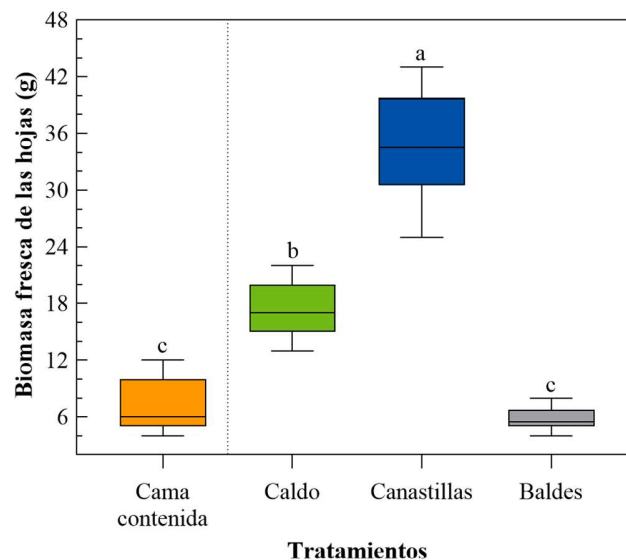 Biomasa fresca de las hojas (g)
48
42
36
30
24
18
12
6
c
b
a
c
Cama
contenida
Caldo
Canastillas
Baldes
Tratamientos